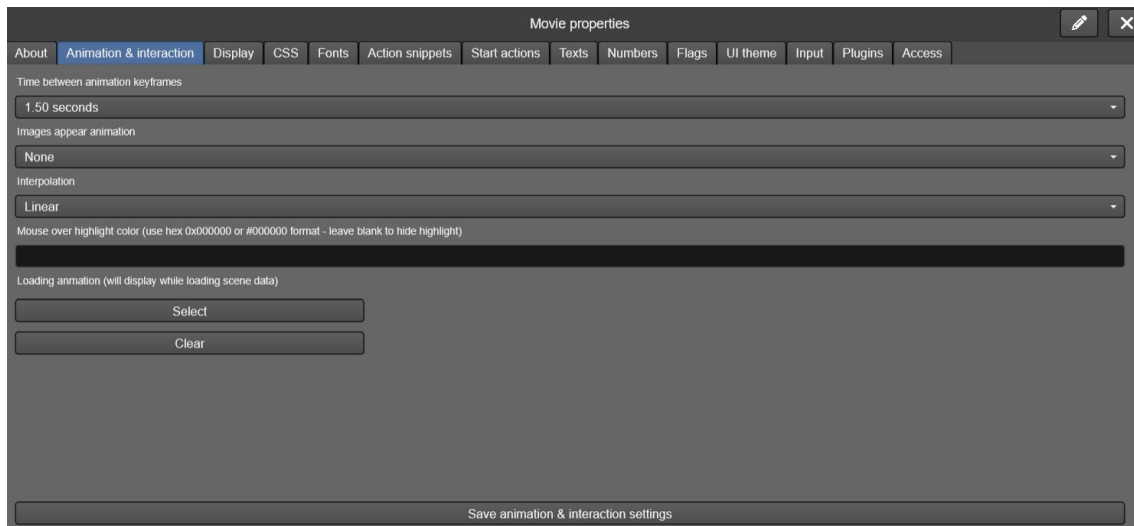 Movie properties
About Animation & interaction Display CSS Fonts Action snippets Start actions Texts Numbers Flags UI theme Input Plugins Access
Time between animation keyframes
1.50 seconds
Images appear animation
None
Interpolation
Linear
Mouse over highlight color (use hex 0x000000 or #000000 format - leave blank to hide highlight)
Loading anmation (will display while loading scene data)
Select
Clear
Save animation & interaction settings